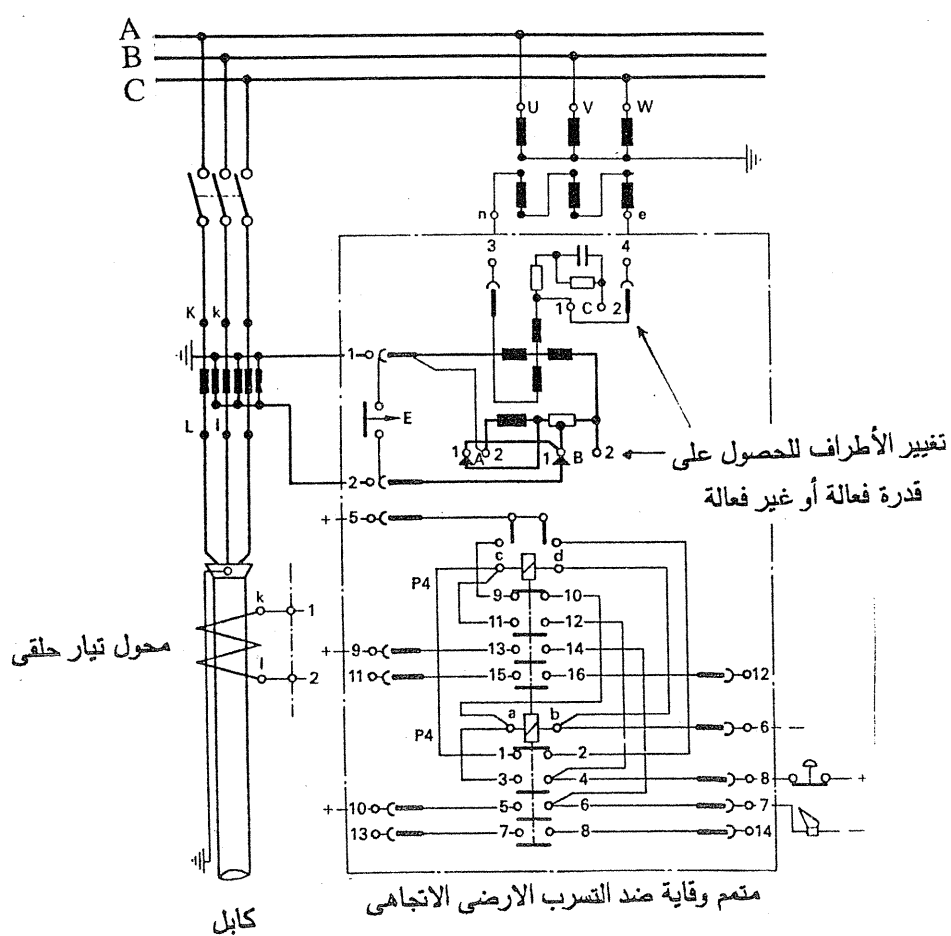 A
B
C
U V W
n e
3 4
1 C 2
K k
1
L l
E
1 A 2 1 B 2
2
تغيير الأطراف للحصول على
قدرة فعالة أو غير فعالة
+ 5
c d
P4
9 10
11 12
k
1
+ 9 13 14
محول تيار حلقى
l
2
11 15 16 12
a b
P4
6 —
1 2
3 4 8 +
+ 10 5 6 7
13 7 8 14 —
متمم وقاية ضد التسرب الارضى الاتجاهى
كابل